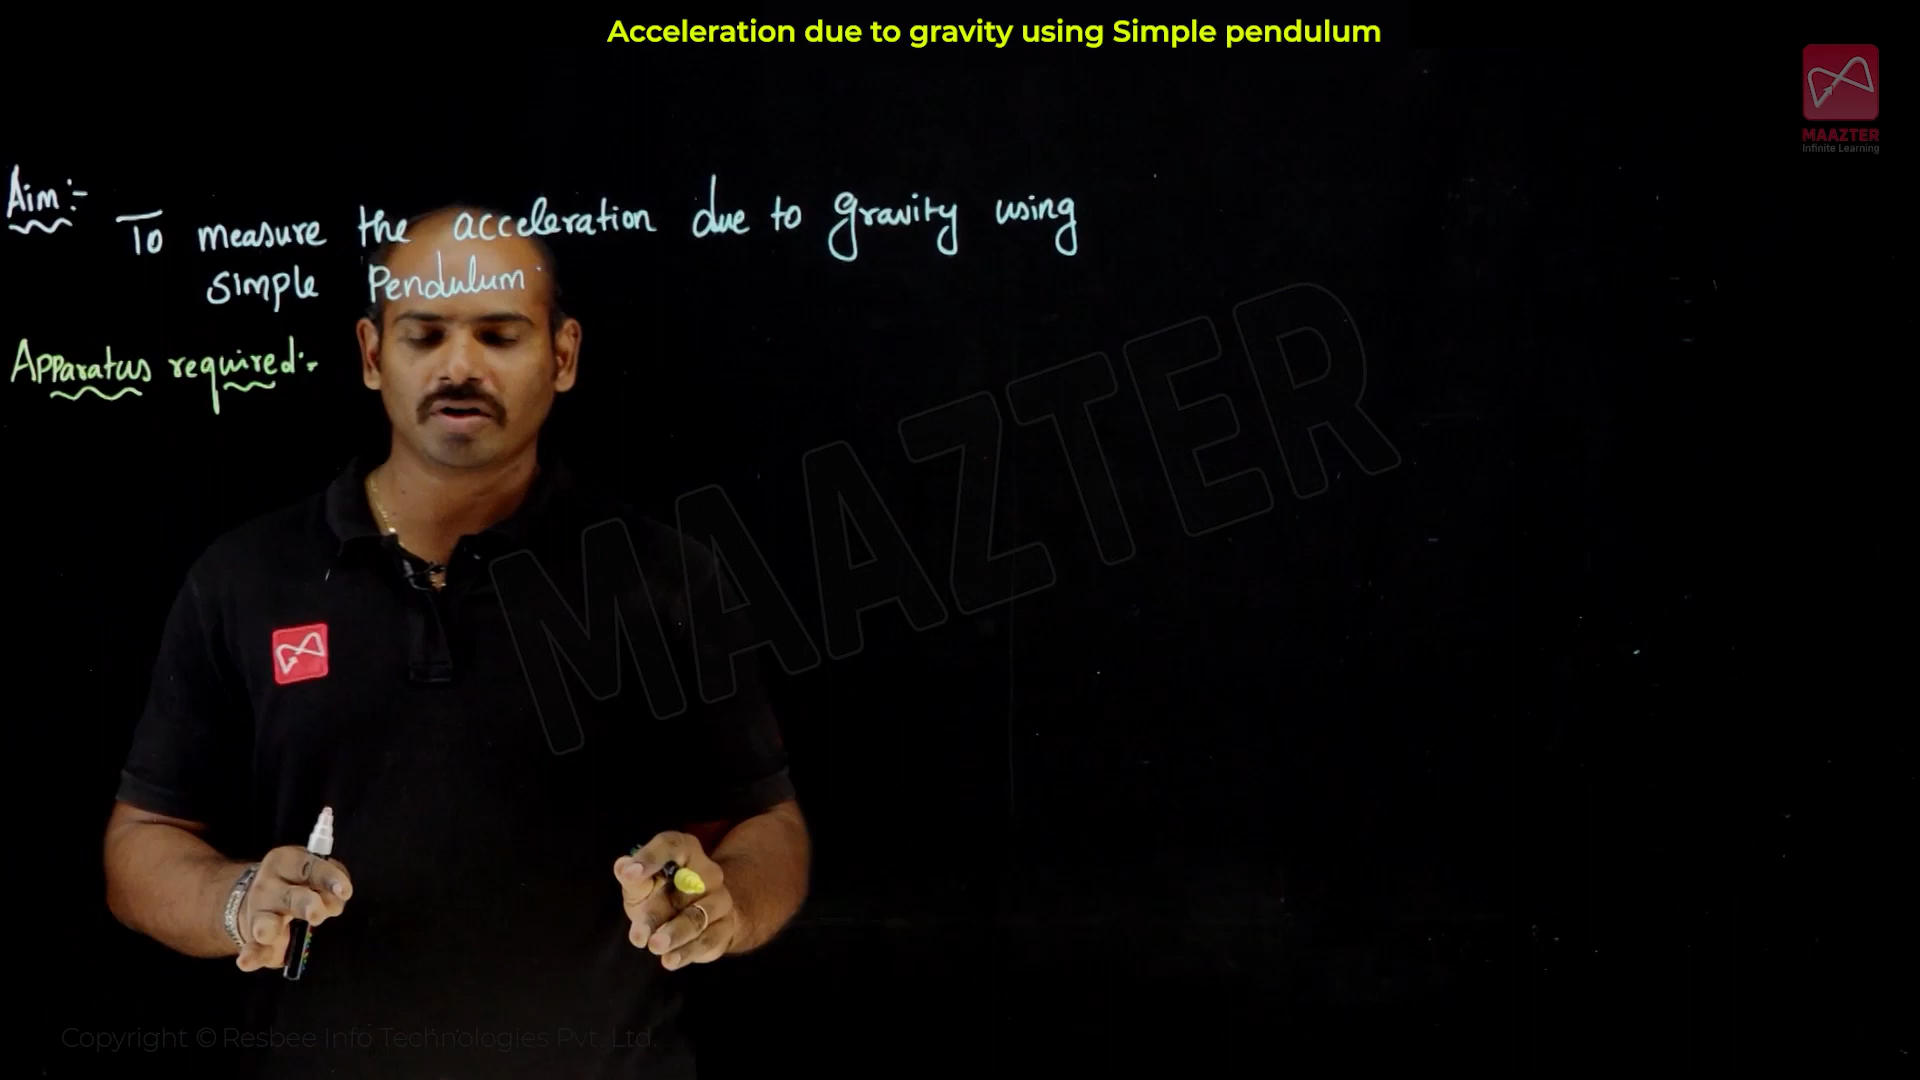 Acceleration due to gravity using Simple pendulum
MAAZTER
Infinite Learning
Aim:-
To measure the acceleration due to gravity using
simple Pendulum.
Apparatus required:-
MAAZTER
Copyright © Resbee Info Technologies Pvt. Ltd.